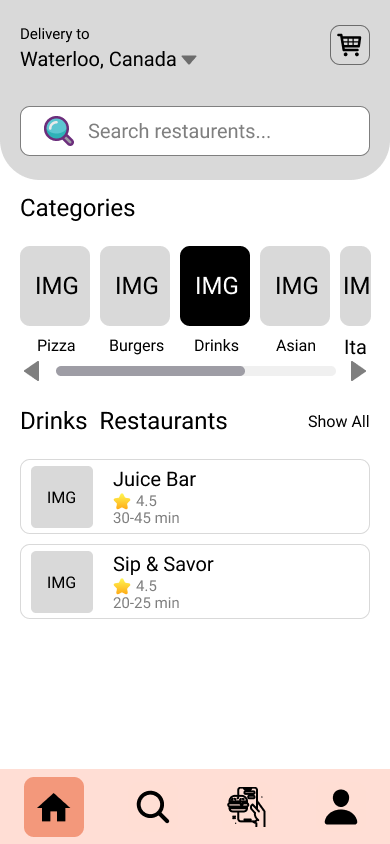 Delivery to
Waterloo, Canada
Search restaurents...
Categories
IMG IMG IMG IMG IM
Pizza Burgers Drinks Asian Ita
Drinks Restaurants Show All
IMG
Juice Bar
4.5
30-45 min
IMG
Sip & Savor
4.5
20-25 min